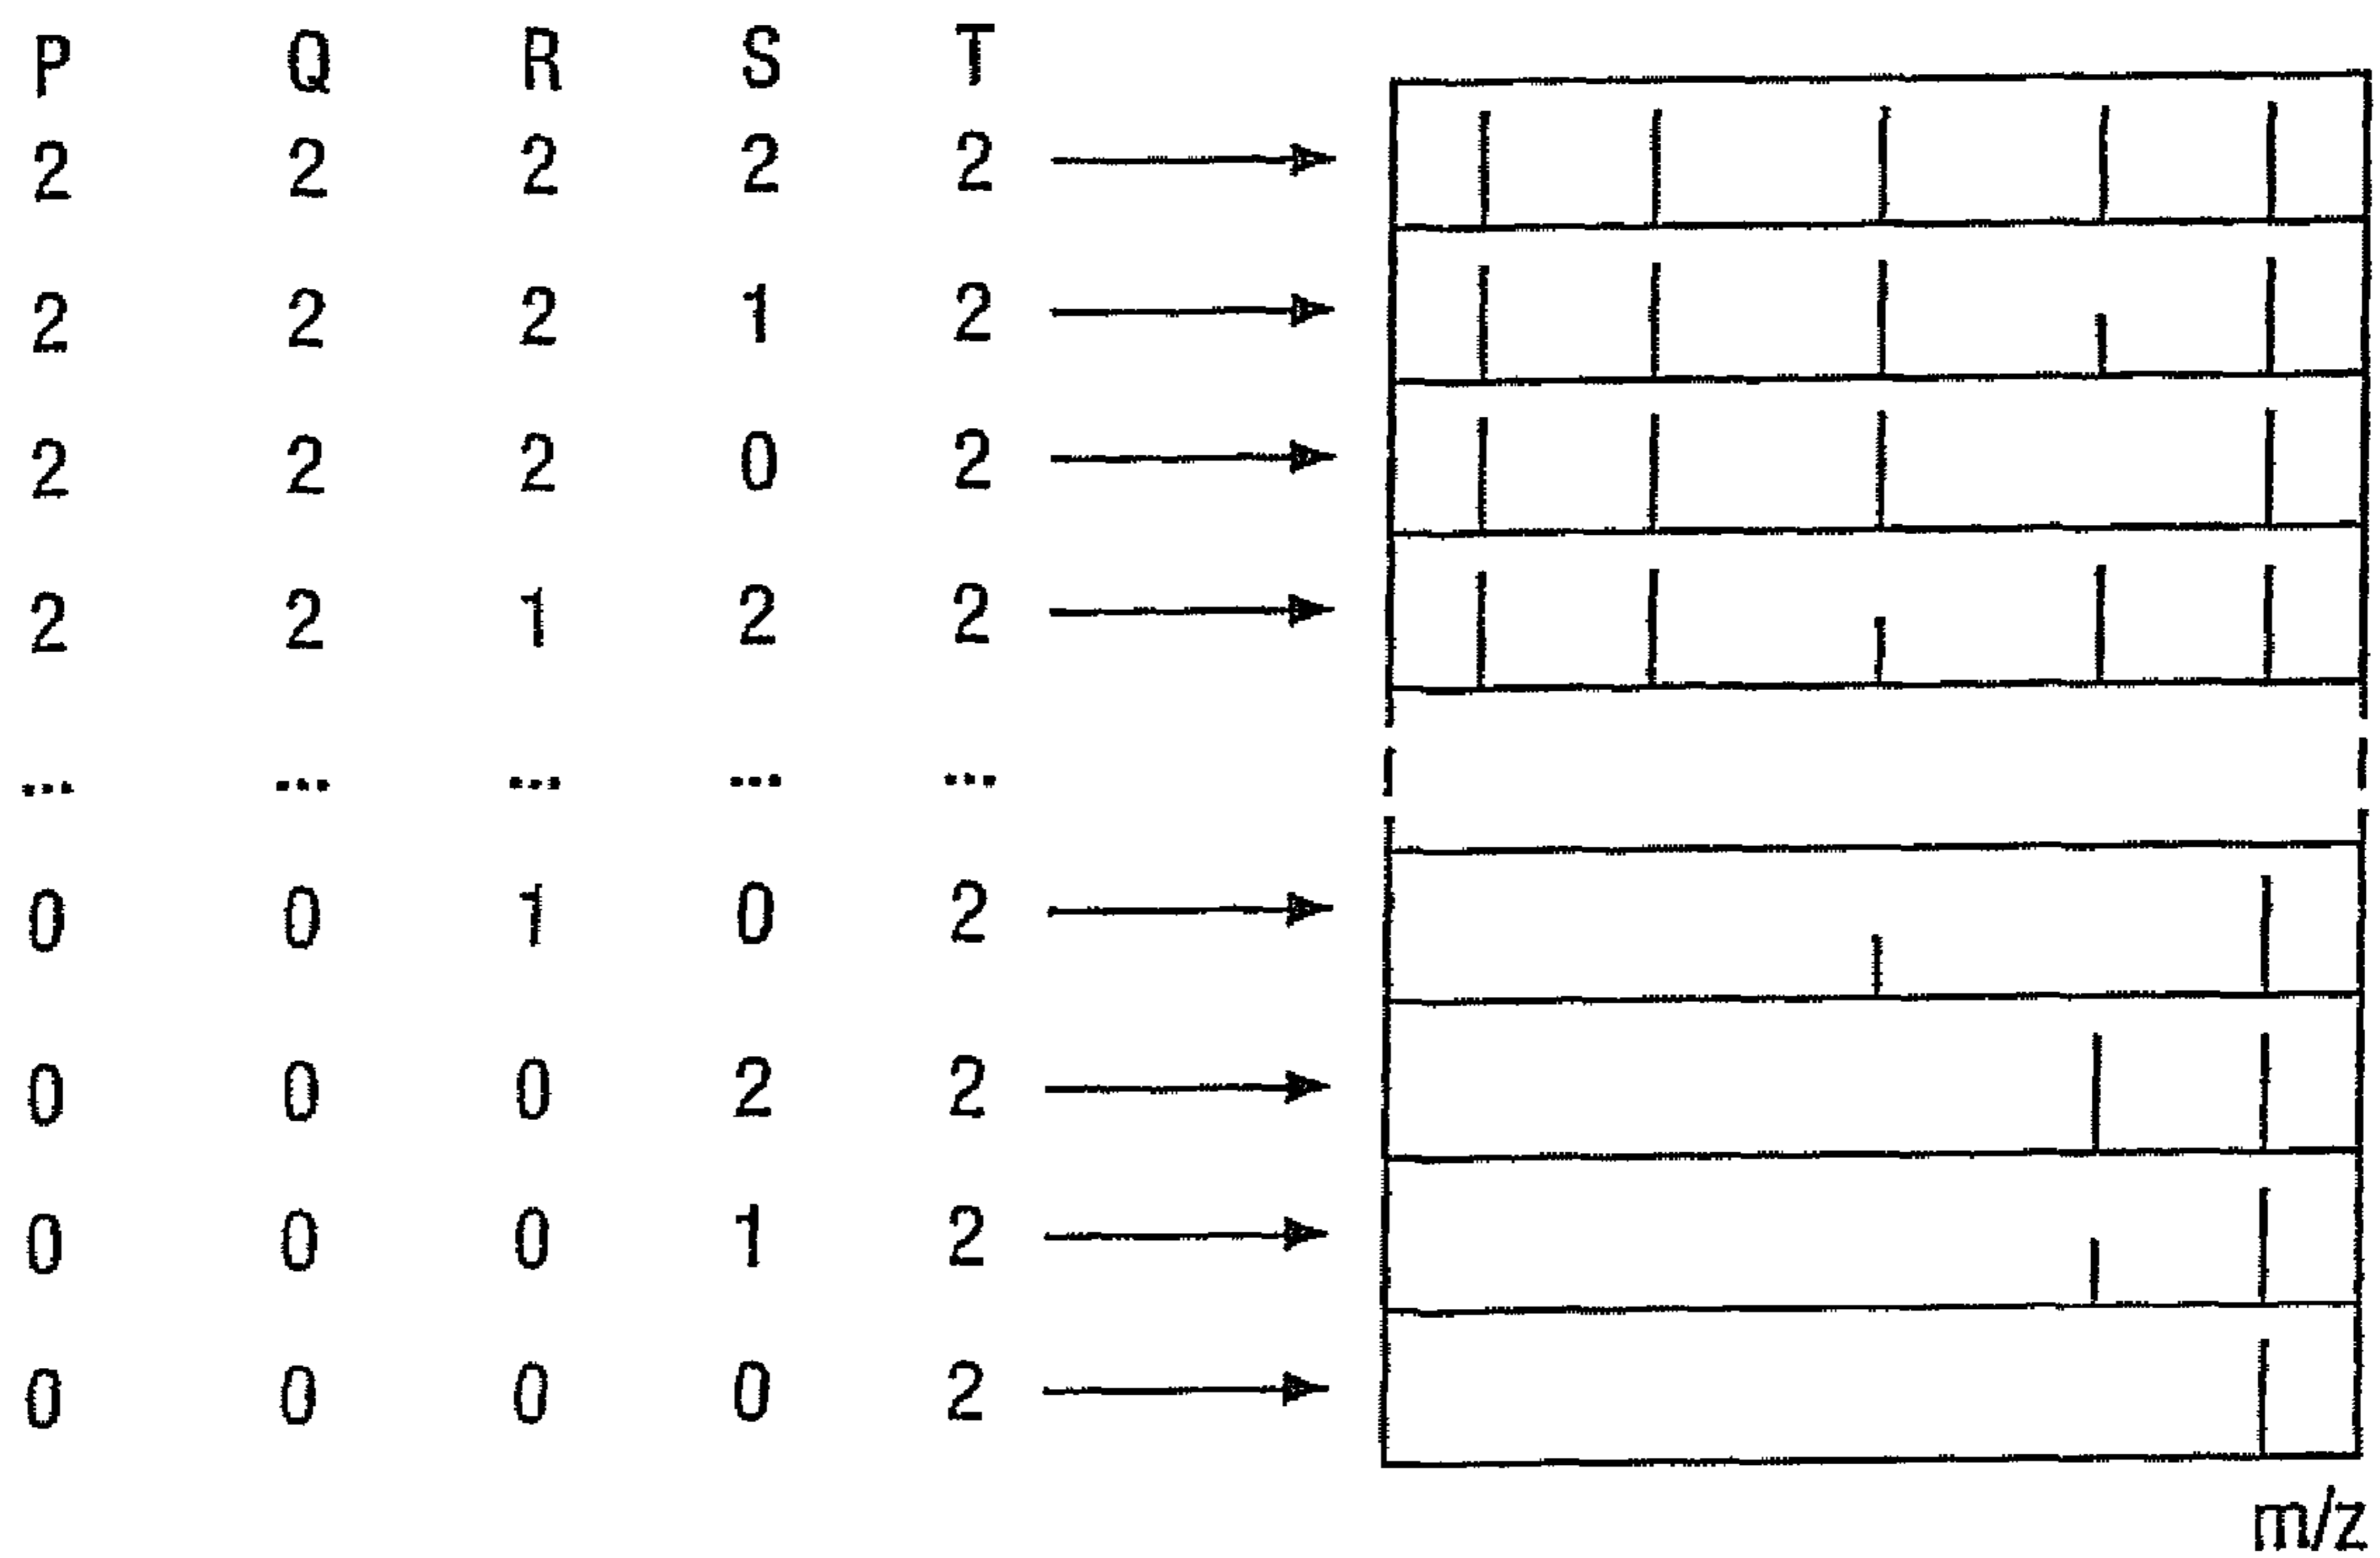 P Q R S T
2 2 2 2 2
2 2 2 1 2
2 2 2 0 2
2 2 1 2 2
... ... ... ... ...
0 0 1 0 2
0 0 0 2 2
0 0 0 1 2
0 0 0 0 2
m/z